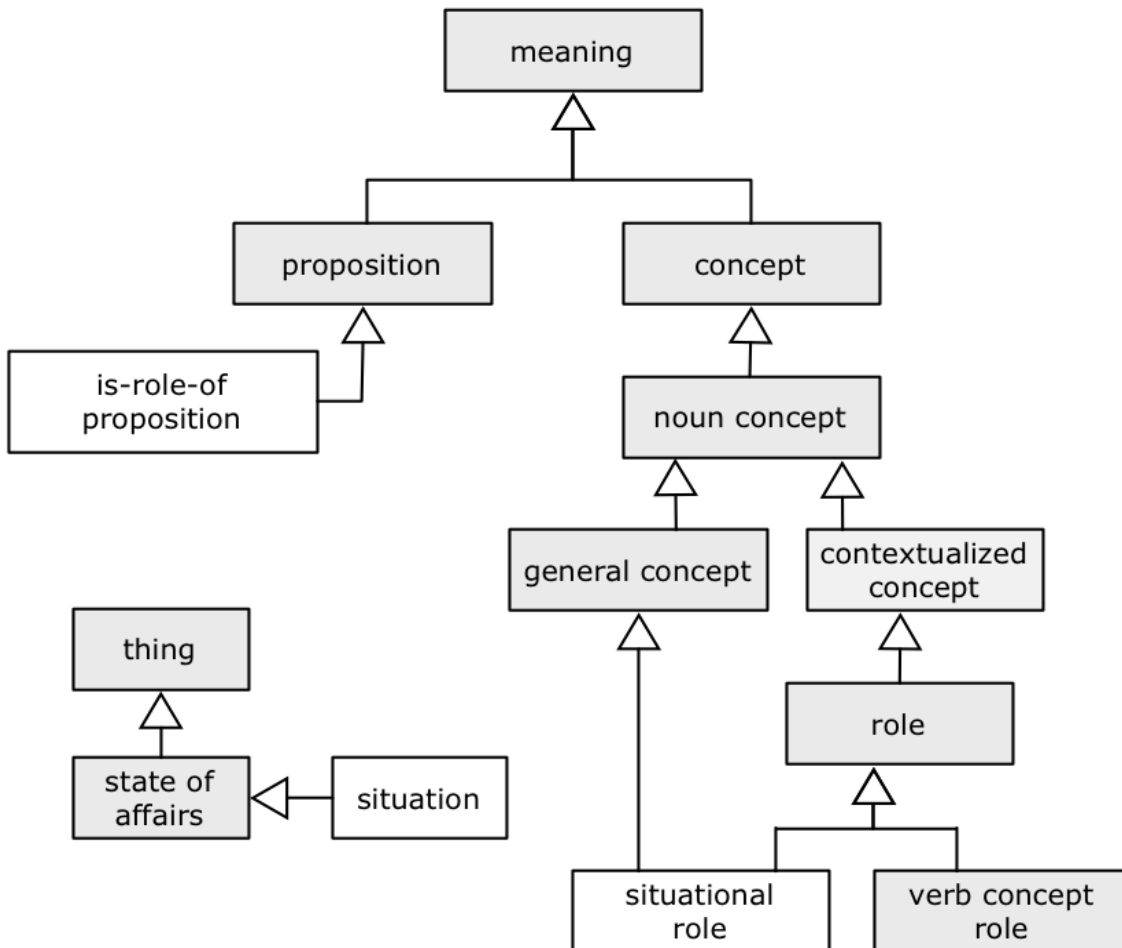 meaning
proposition
concept
is-role-of
proposition
noun concept
general concept
contextualized
concept
thing
role
state of
affairs
situation
situational
role
verb concept
role